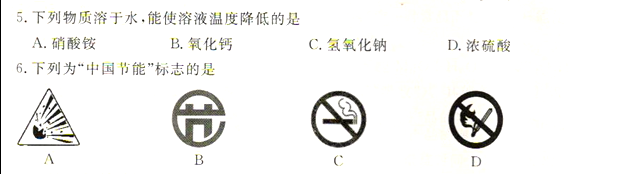 5.下列物质溶于水,能使溶液温度降低的是
A.硝酸铵 B.氧化钙 C.氢氧化钠 D.浓硫酸
6.下列为“中国节能”标志的是
A B C D